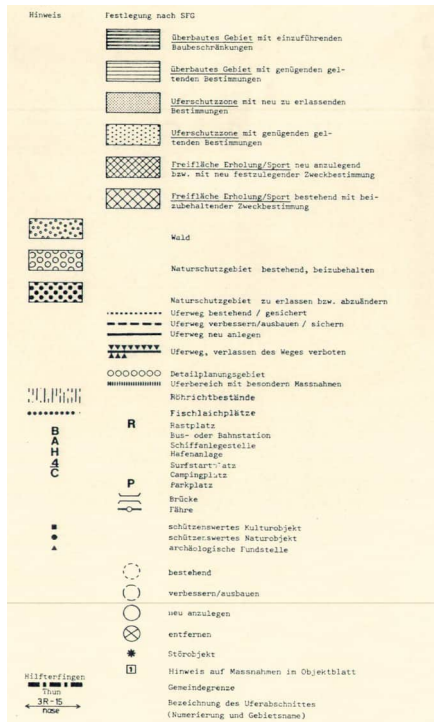 Hinweis Festlegung nach SFG
überbautes Gebiet mit einzuführenden
Baubeschränkungen
überbautes Gebiet mit genügenden gel-
tenden Bestimmungen
Uferschutzzone mit neu zu erlassenden
Bestimmungen
Uferschutzzone mit genügenden gel-
tenden Bestimmungen
Freifläche Erholung/Sport neu anzulegend
bzw. mit neu festzulegender Zweckbestimmung
Freifläche Erholung/Sport bestehend mit bei-
zubehaltender Zweckbestimmung
Wald
Naturschutzgebiet bestehend, beizubehalten
Naturschutzgebiet zu erlassen bzw. abzuändern
Uferweg bestehend / gesichert
Uferweg verbessern/ausbauen / sichern
Uferweg neu anlegen
Uferweg, verlassen des Weges verboten
Detailplanungsgebiet
Uferbereich mit besondern Massnahmen
Röhrichtbestände
Fischlaichplätze
R Rastplatz
B Bus- oder Bahnstation
A Schiffanlegestelle
H Hafenanlage
4 Surfstartplatz
C Campingplatz
P Parkplatz
Brücke
Fähre
schützenswertes Kulturobjekt
schützenswertes Naturobjekt
archäologische Fundstelle
bestehend
verbessern/ausbauen
neu anzulegen
entfernen
Störobjekt
1 Hinweis auf Massnahmen im Objektblatt
Hilfterfingen
Thun
Gemeindegrenze
3R-15
nase
Bezeichnung des Uferabschnittes
(Numerierung und Gebietsname)